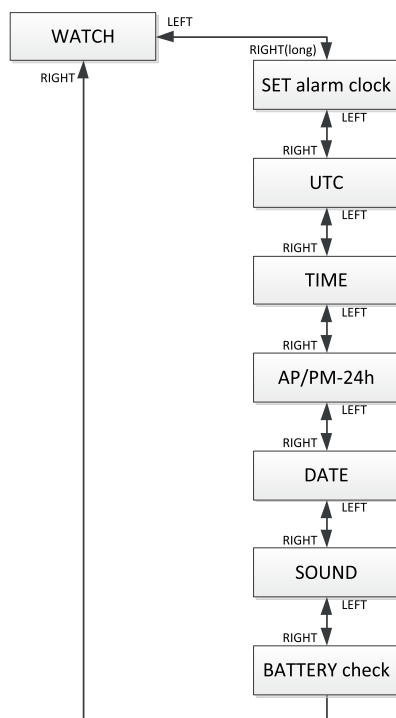 WATCH
LEFT
RIGHT
RIGHT(long)
SET alarm clock
LEFT
RIGHT
UTC
LEFT
RIGHT
TIME
LEFT
RIGHT
AP/PM-24h
LEFT
RIGHT
DATE
LEFT
RIGHT
SOUND
LEFT
RIGHT
BATTERY check